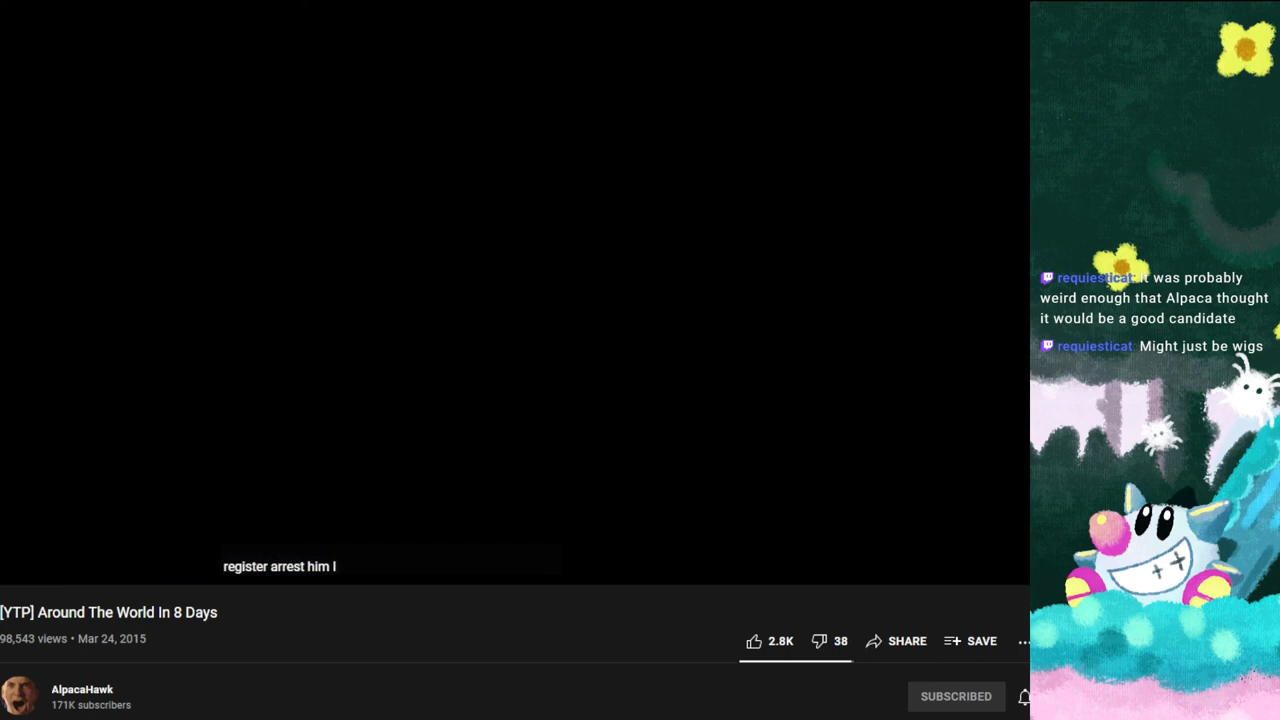 register arrest him I
[YTP] Around The World In 8 Days
98,543 views • Mar 24, 2015
2.8K
38
SHARE
SAVE
...
AlpacaHawk
171K subscribers
SUBSCRIBED
requiesticat: It was probably
weird enough that Alpaca thought
it would be a good candidate
requiesticat: Might just be wigs